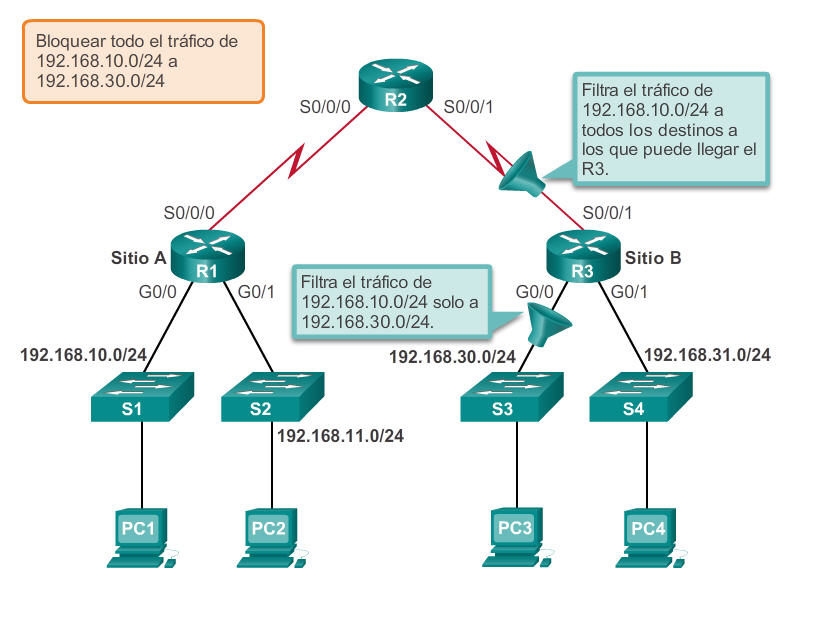 Bloquear todo el tráfico de
192.168.10.0/24 a
192.168.30.0/24
R2
S0/0/0
S0/0/1
Filtra el tráfico de
192.168.10.0/24 a
todos los destinos a
los que puede llegar el
R3.
S0/0/0
S0/0/1
Sitio A
R1
R3
Sitio B
G0/0
G0/1
Filtra el tráfico de
192.168.10.0/24 solo a
192.168.30.0/24.
G0/0
G0/1
192.168.10.0/24
192.168.30.0/24
192.168.31.0/24
S1
S2
S3
S4
192.168.11.0/24
PC1
PC2
PC3
PC4